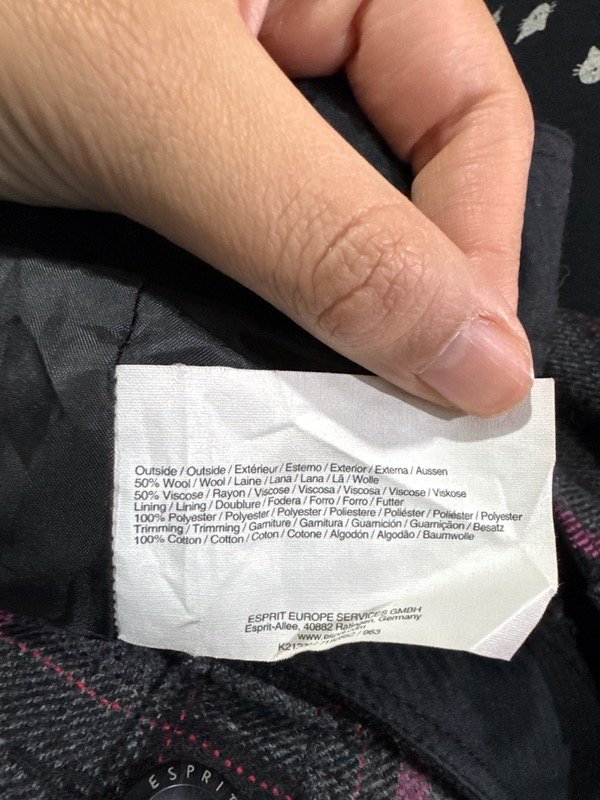 Outside / Outside / Extérieur / Esterno / Exterior / Externa / Aussen
50% Wool / Wool / Laine / Lana / Lana / Lã / Wolle
50% Viscose / Rayon / Viscose / Viscosa / Viscosa / Viscose / Viskose
Lining / Lining / Doublure / Fodera / Forro / Forro / Futter
100% Polyester / Polyester / Polyester / Poliestere / Poliéster / Poliéster / Polyester
Trimming / Trimming / Garniture / Garnitura / Guarnición / Guarniçãon / Besatz
100% Cotton / Cotton / Coton / Cotone / Algodón / Algodão / Baumwolle
ESPRIT EUROPE SERVICES GMBH
Esprit-Allee, 40882 Ratingen, Germany
/ 963
ESPRIT